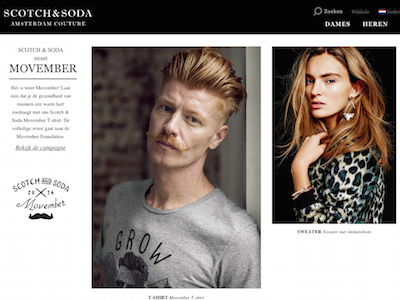 SCOTCH&SODA
AMSTERDAM COUTURE
Zoeken
Winkels
Neder
DAMES
HEREN
SCOTCH & SODA
steunt
MOVEMBER
Het is weer Movember! Laat
zien dat je de gezondheid van
mannen een warm hart
toedraagt met ons Scotch &
Soda Movember T-shirt. De
volledige winst gaat naar de
Movember Foundation.
Bekijk de campagne
SCOTCH AND SODA
20 14
Movember
GROW
T-SHIRT Movember T-shirt
SWEATER Sweater met imitatiebont